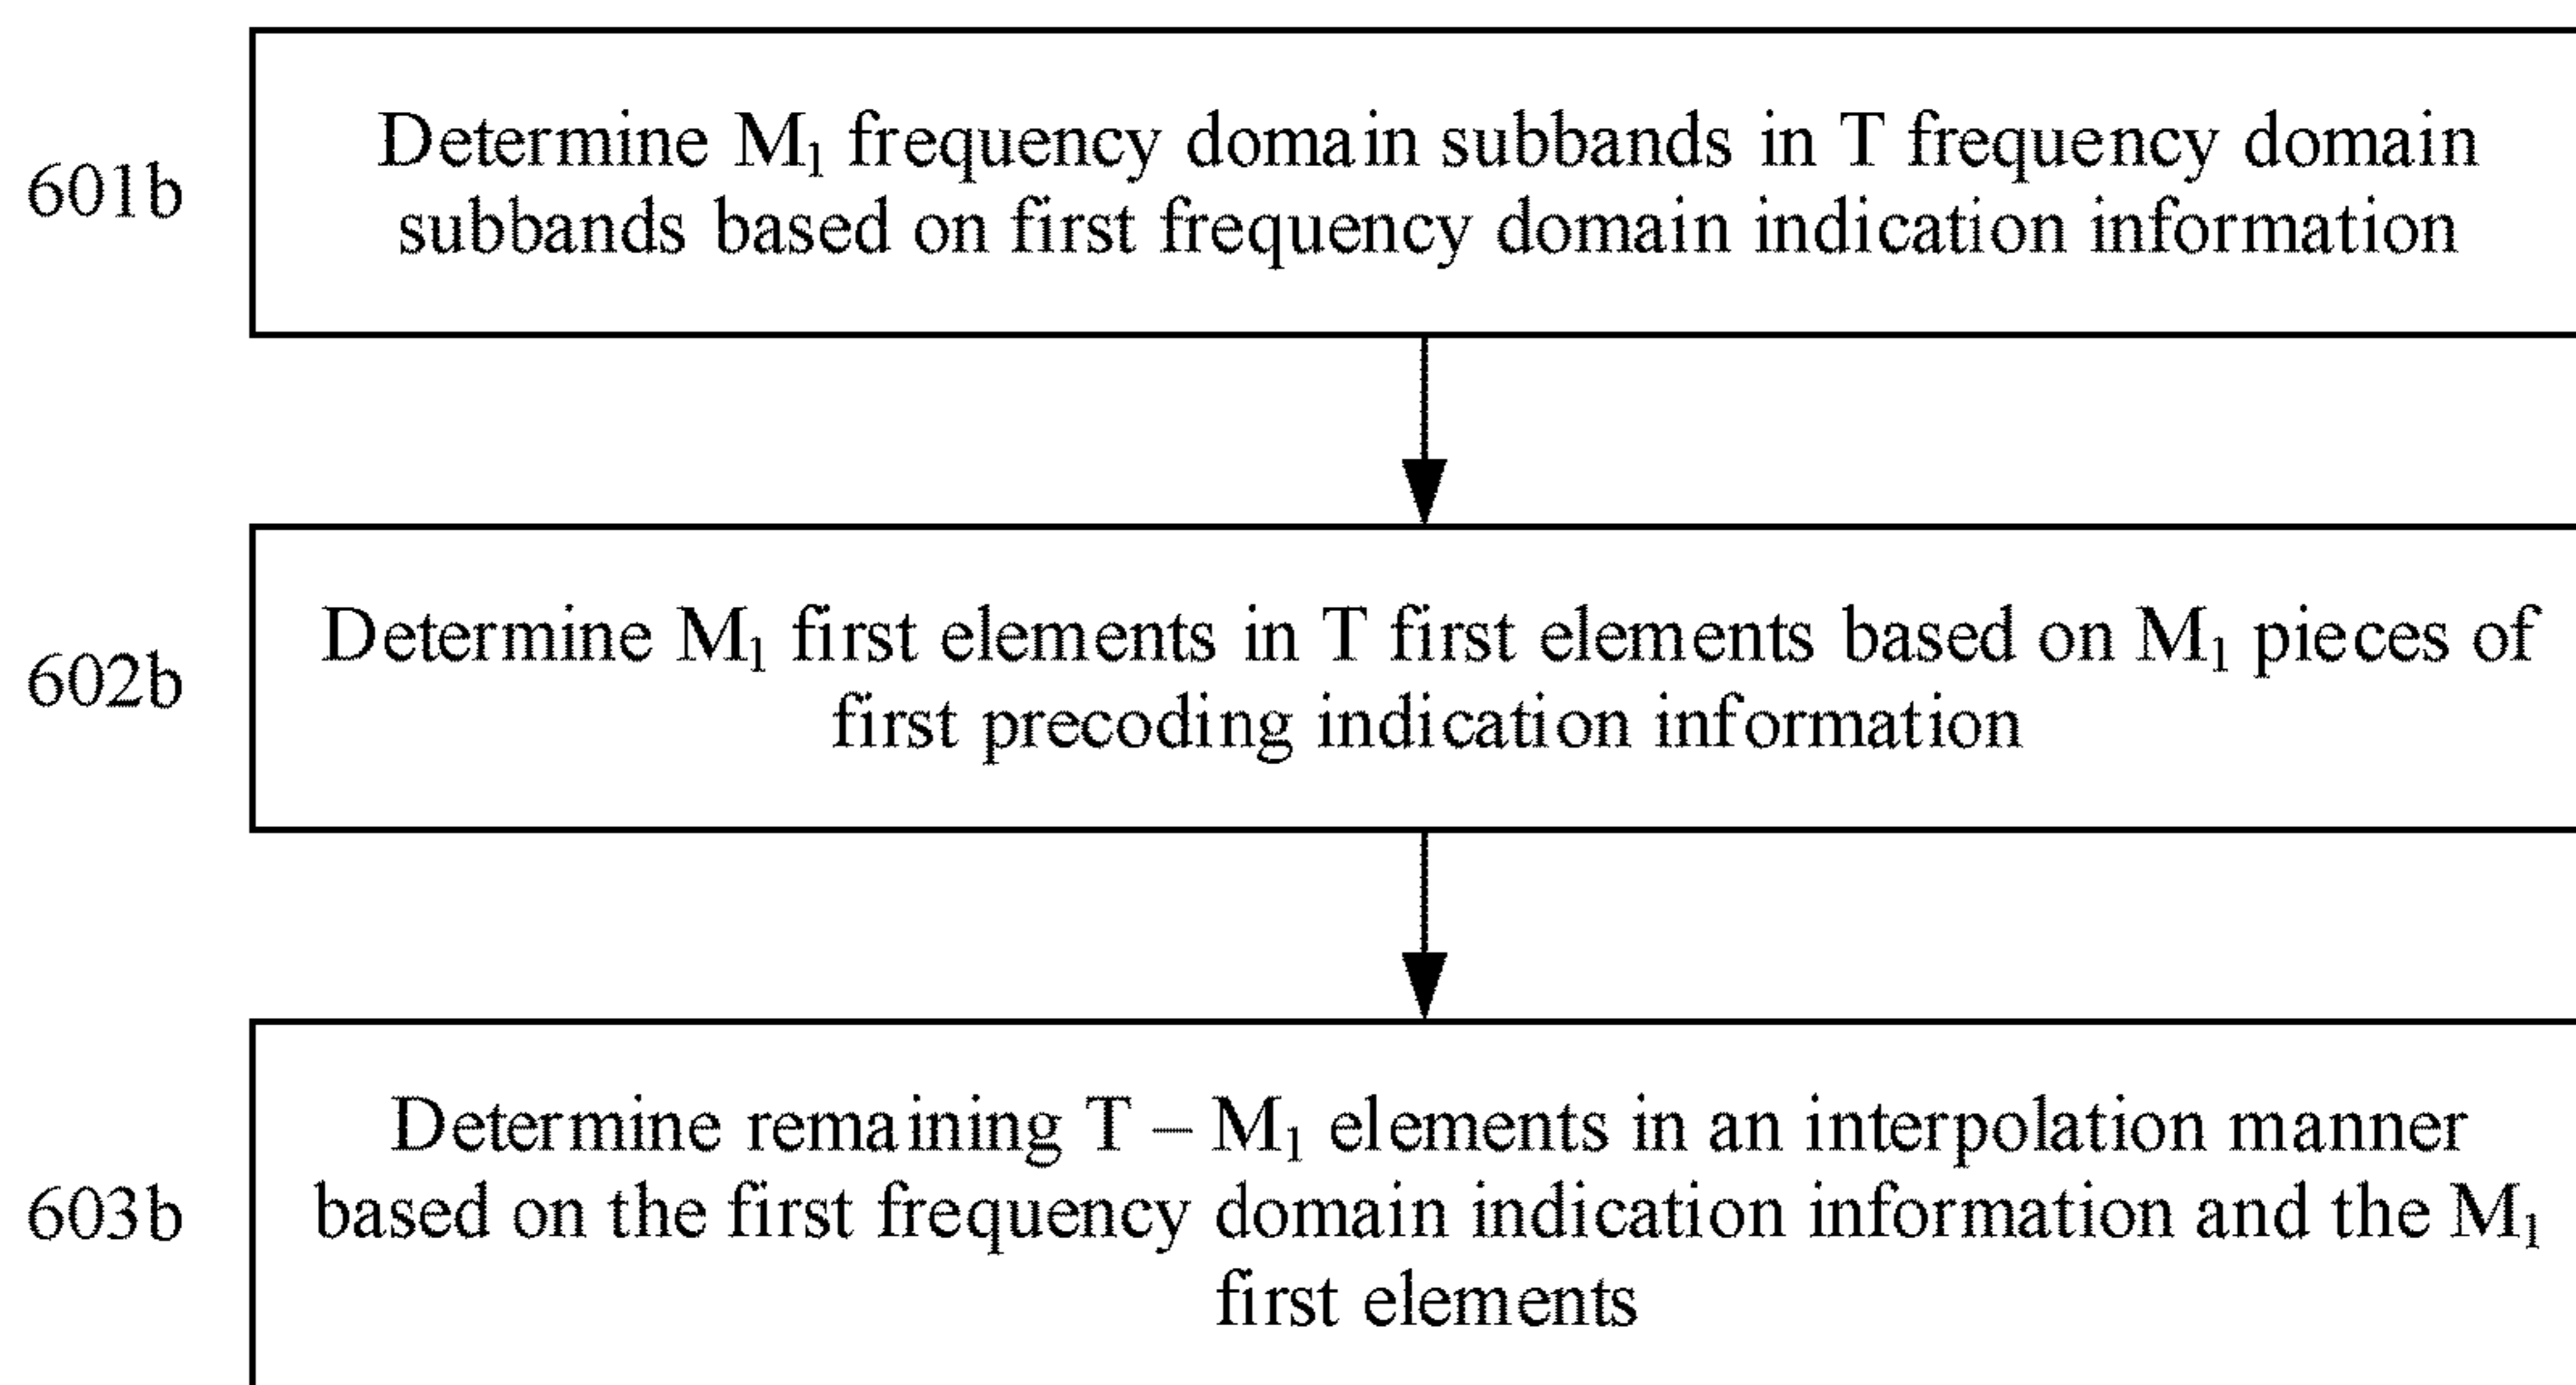 601b
Determine M₁ frequency domain subbands in T frequency domain
subbands based on first frequency domain indication information
602b
Determine M₁ first elements in T first elements based on M₁ pieces of
first precoding indication information
603b
Determine remaining T – M₁ elements in an interpolation manner
based on the first frequency domain indication information and the M₁
first elements